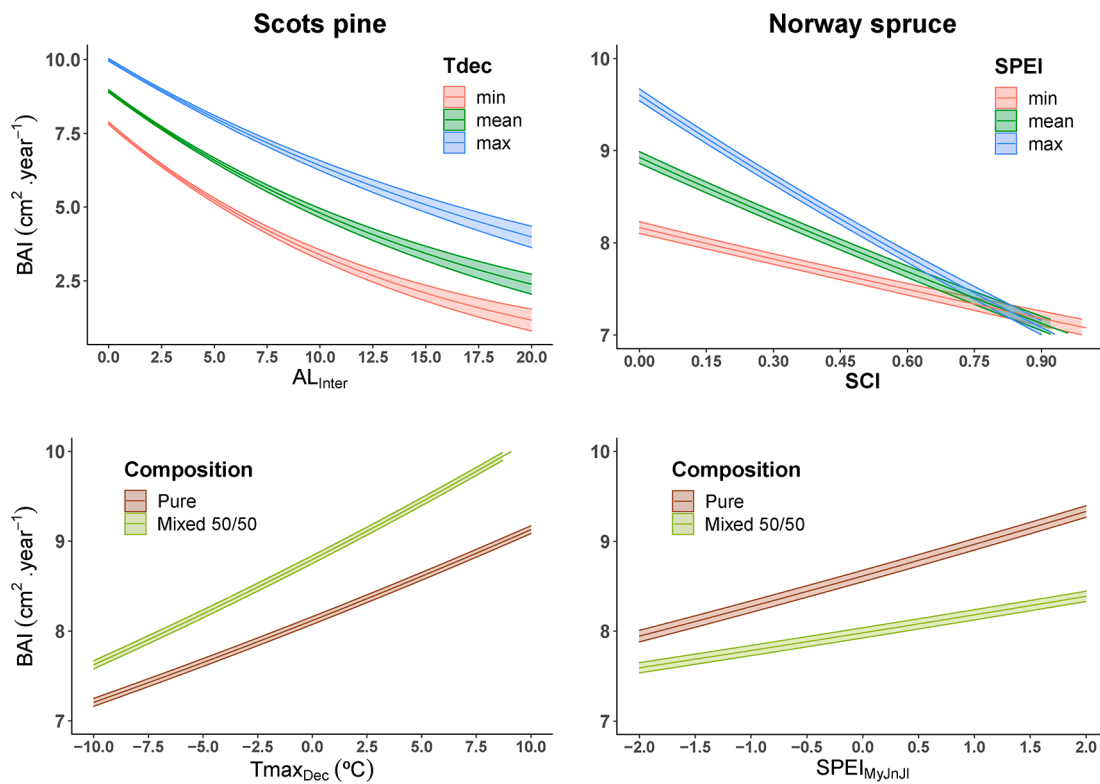 Scots pine
BAI (cm² .year⁻¹)
10.0
7.5
5.0
2.5
Tdec
min
mean
max
0.0 2.5 5.0 7.5 10.0 12.5 15.0 17.5 20.0
AL_Inter
Norway spruce
10
9
8
7
SPEI
min
mean
max
0.00 0.15 0.30 0.45 0.60 0.75 0.90
SCI
BAI (cm² .year⁻¹)
10
9
8
7
Composition
Pure
Mixed 50/50
−10.0 −7.5 −5.0 −2.5 0.0 2.5 5.0 7.5 10.0
Tmax_Dec (ºC)
10
9
8
7
Composition
Pure
Mixed 50/50
−2.0 −1.5 −1.0 −0.5 0.0 0.5 1.0 1.5 2.0
SPEI_MyJnJl